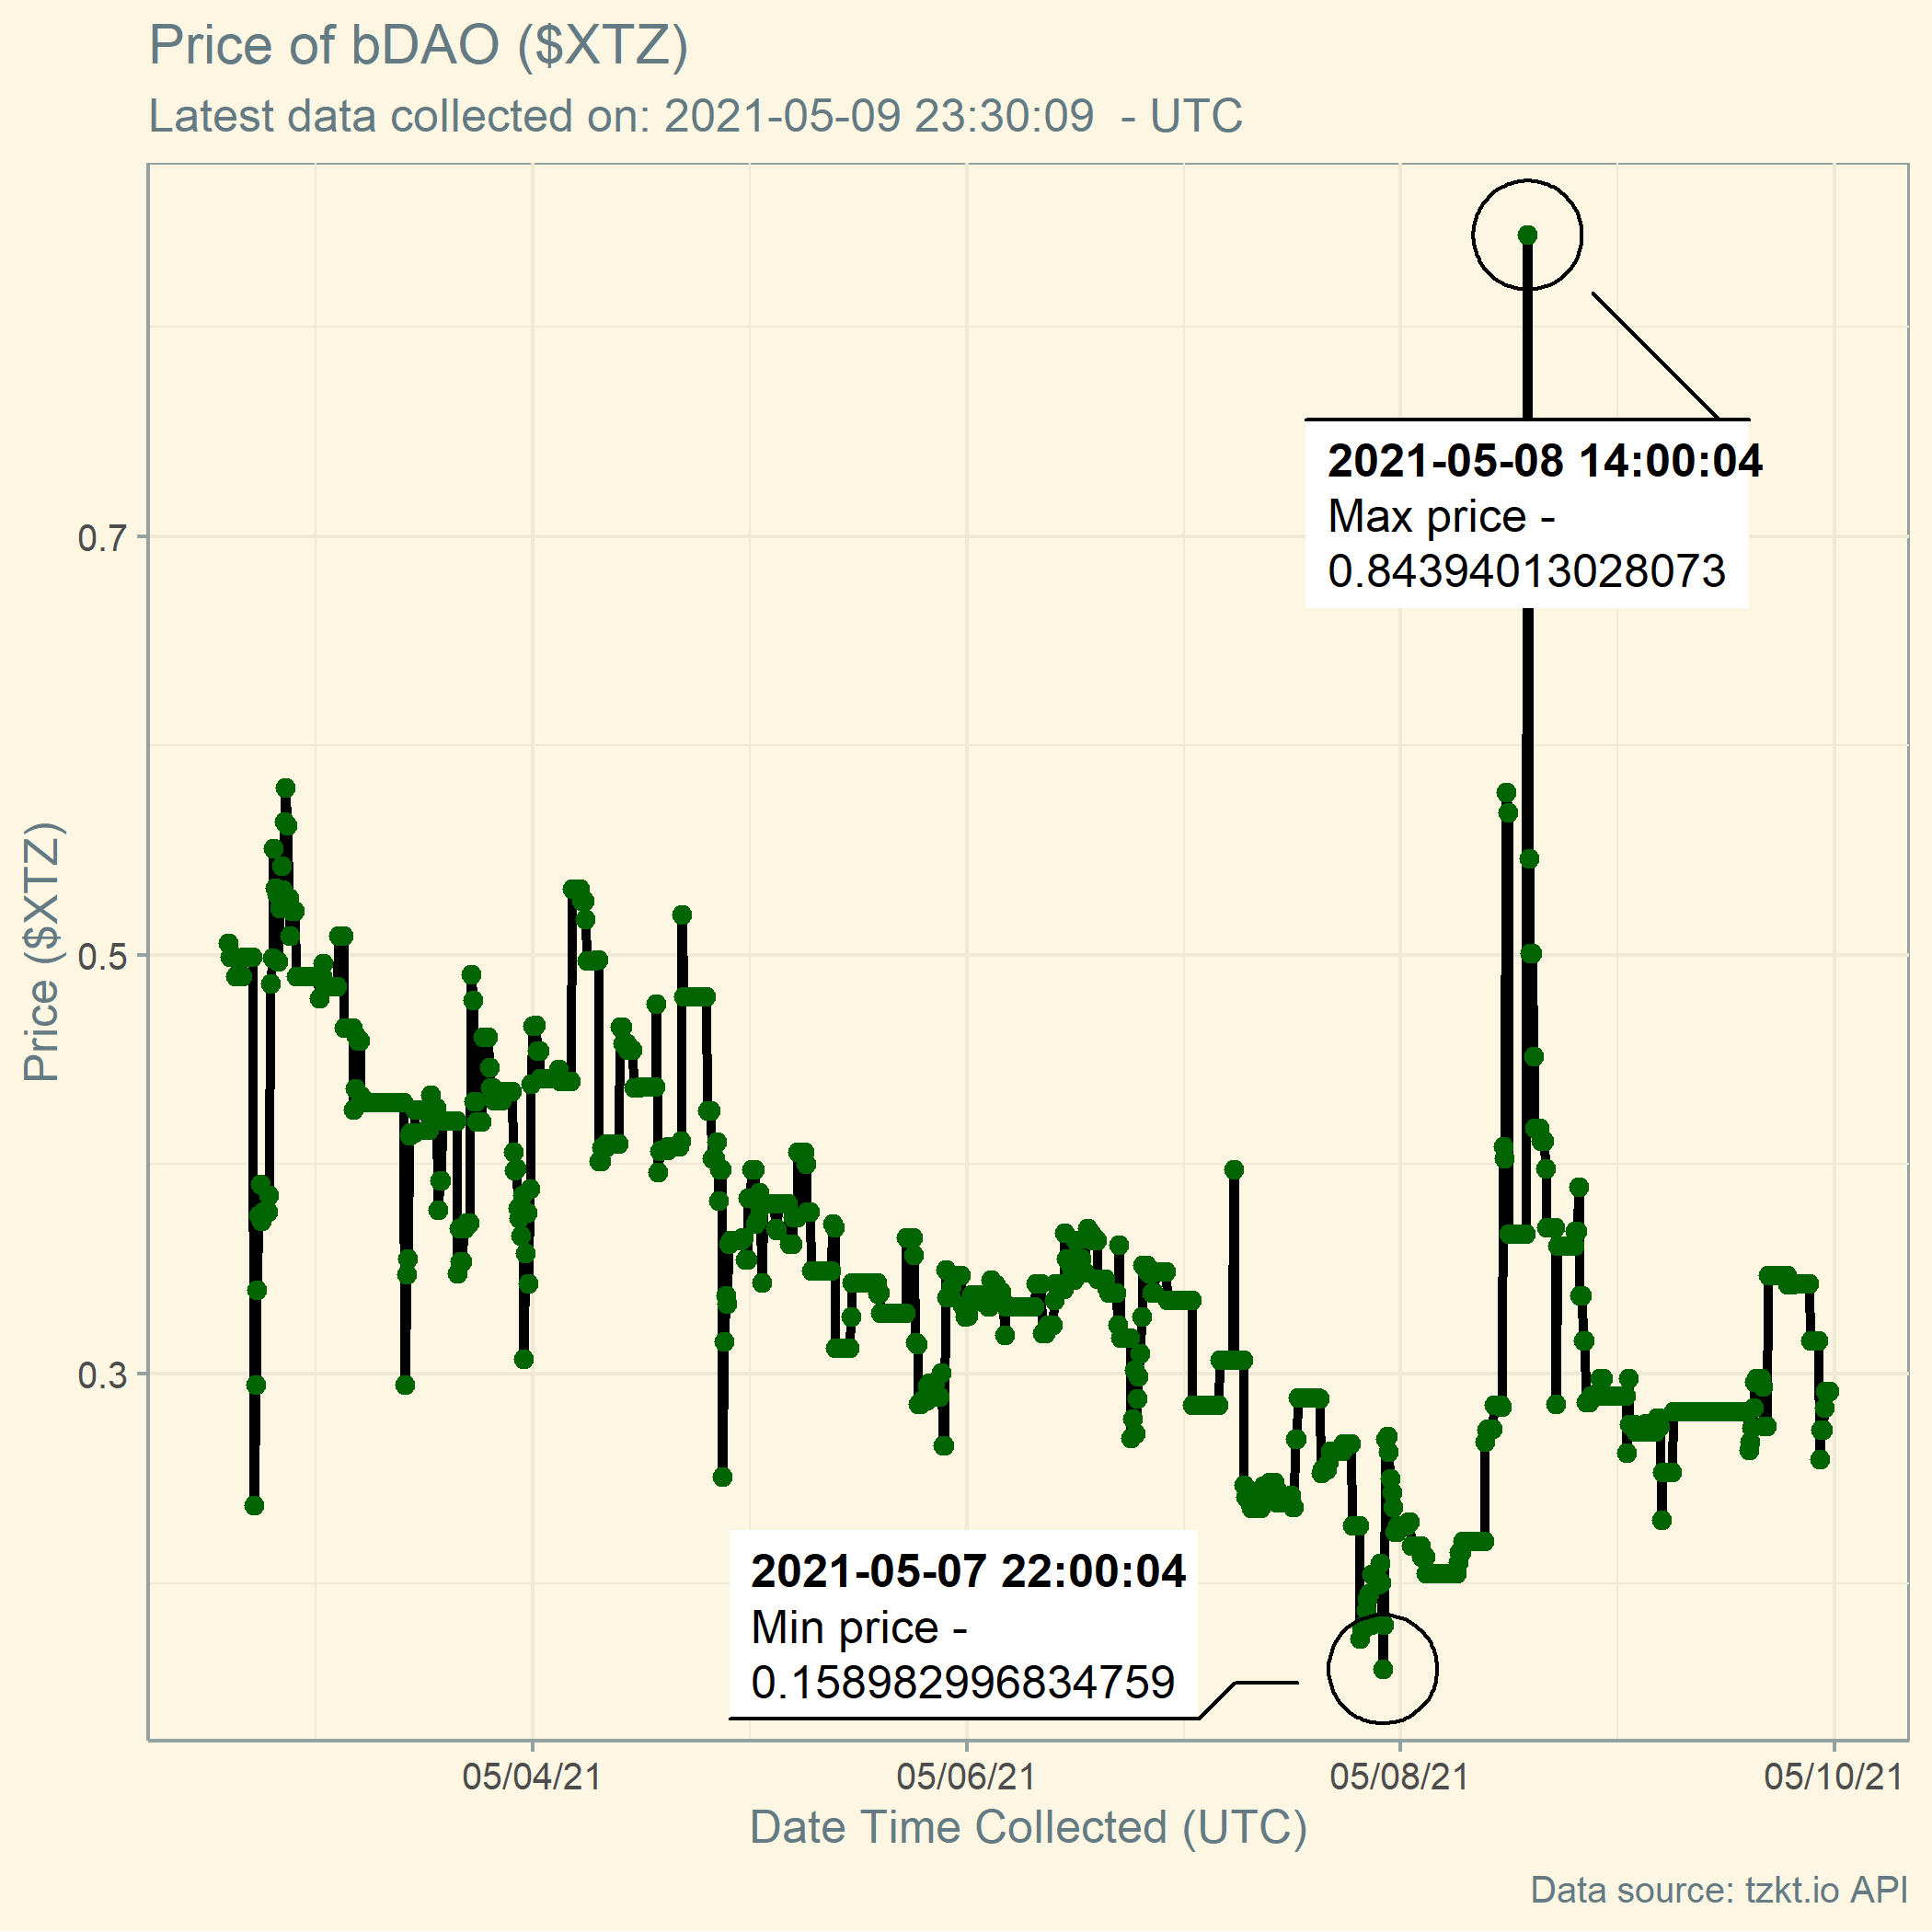 Price of bDAO ($XTZ)
Latest data collected on: 2021-05-09 23:30:09  - UTC
2021-05-08 14:00:04
Max price -
0.84394013028073
0.7
0.5
0.3
Price ($XTZ)
2021-05-07 22:00:04
Min price -
0.158982996834759
05/04/21
05/06/21
05/08/21
05/10/21
Date Time Collected (UTC)
Data source: tzkt.io API